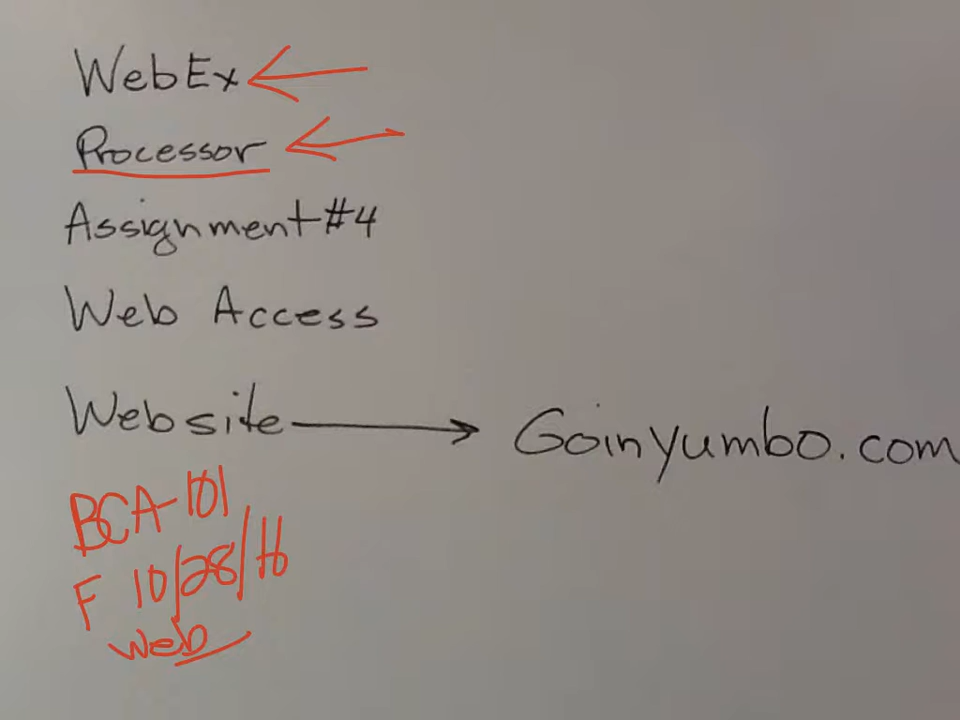 WebEx
Processor
Assignment #4
Web Access
Website → Goinyumbo.com
BCA-101
F 10/28/16
Web